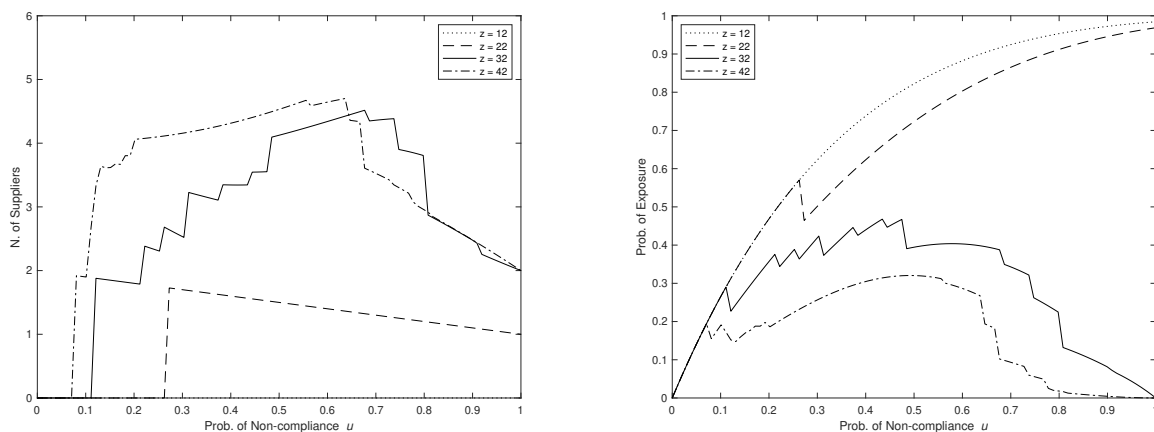 6
5
4
3
2
1
0
N. of Suppliers
z = 12
z = 22
z = 32
z = 42
0 0.1 0.2 0.3 0.4 0.5 0.6 0.7 0.8 0.9 1
Prob. of Non-compliance u
1
0.9
0.8
0.7
0.6
0.5
0.4
0.3
0.2
0.1
0
Prob. of Exposure
z = 12
z = 22
z = 32
z = 42
0 0.1 0.2 0.3 0.4 0.5 0.6 0.7 0.8 0.9 1
Prob. of Non-compliance u